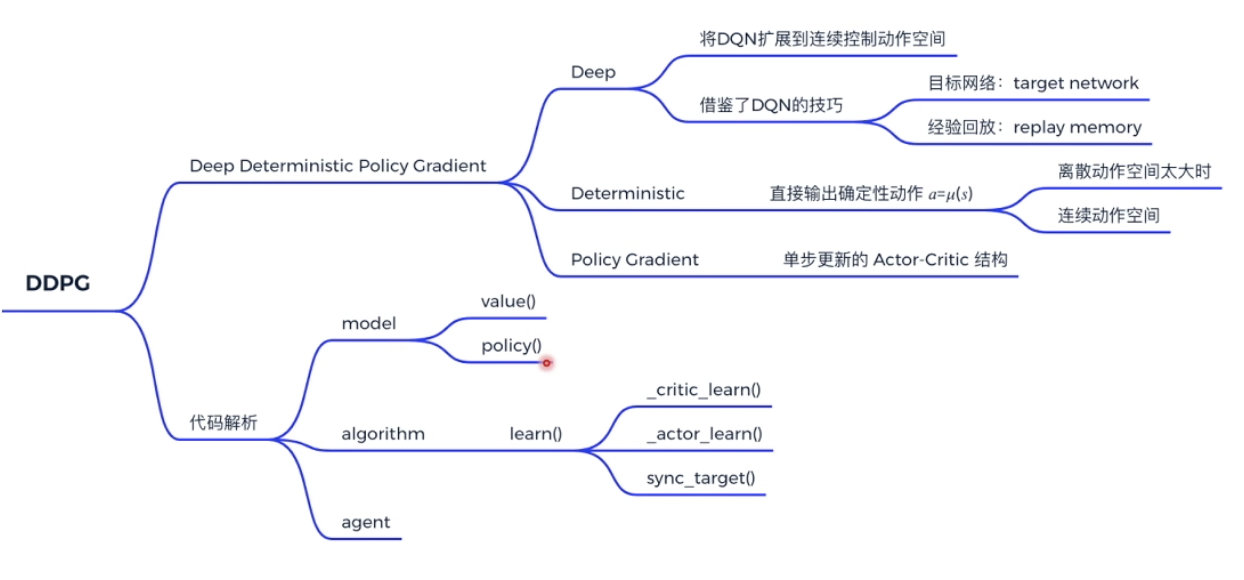 将DQN扩展到连续控制动作空间
Deep
目标网络：target network
借鉴了DQN的技巧
经验回放：replay memory
Deep Deterministic Policy Gradient
离散动作空间太大时
Deterministic
直接输出确定性动作 a=μ(s)
连续动作空间
Policy Gradient
单步更新的 Actor-Critic 结构
DDPG
value()
model
policy()
_critic_learn()
代码解析
algorithm
learn()
_actor_learn()
sync_target()
agent